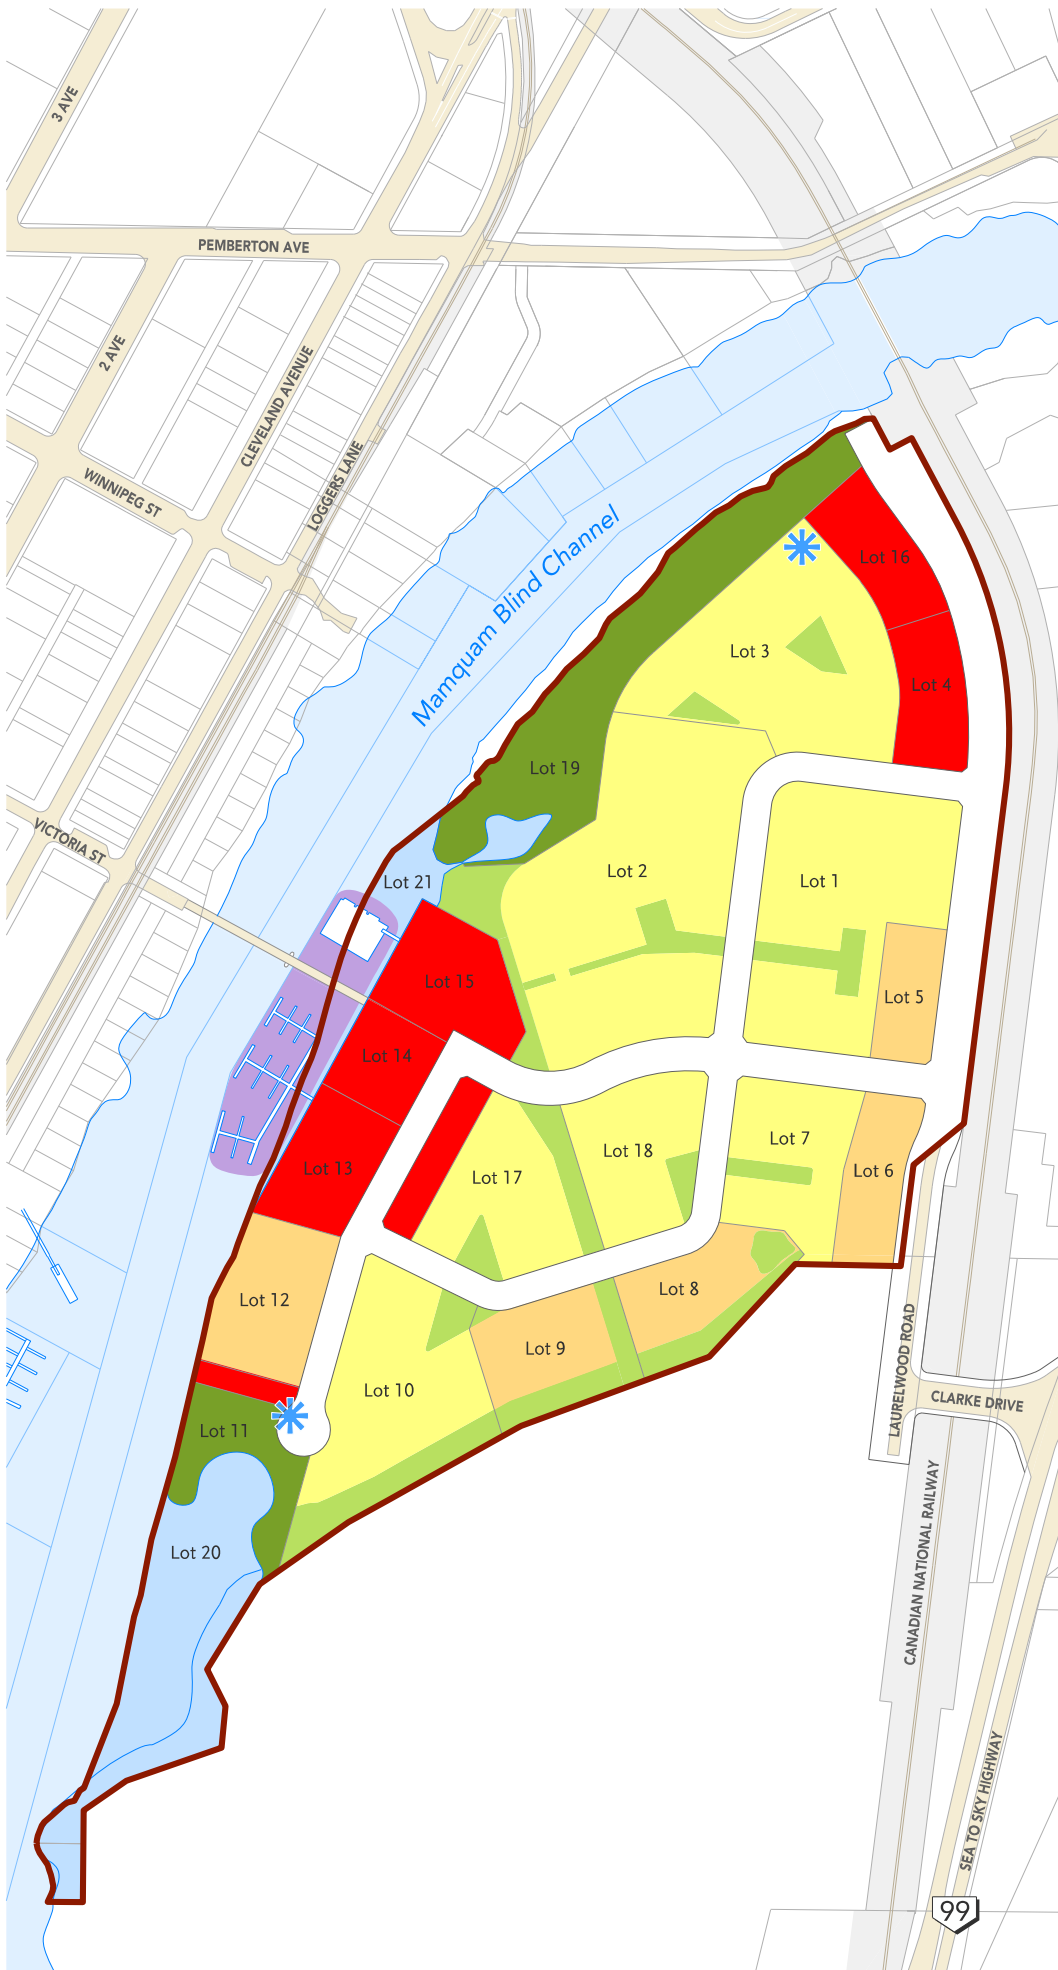 3 AVE
PEMBERTON AVE
2 AVE
CLEVELAND AVENUE
LOGGERS LANE
WINNIPEG ST
Mamquam Blind Channel
Lot 16
Lot 3
Lot 4
Lot 19
VICTORIA ST
Lot 21
Lot 2
Lot 1
Lot 15
Lot 5
Lot 14
Lot 13
Lot 17
Lot 18
Lot 7
Lot 6
Lot 12
Lot 8
Lot 9
Lot 10
Lot 11
LAURELWOOD ROAD
CLARKE DRIVE
Lot 20
CANADIAN NATIONAL RAILWAY
SEA TO SKY HIGHWAY
99